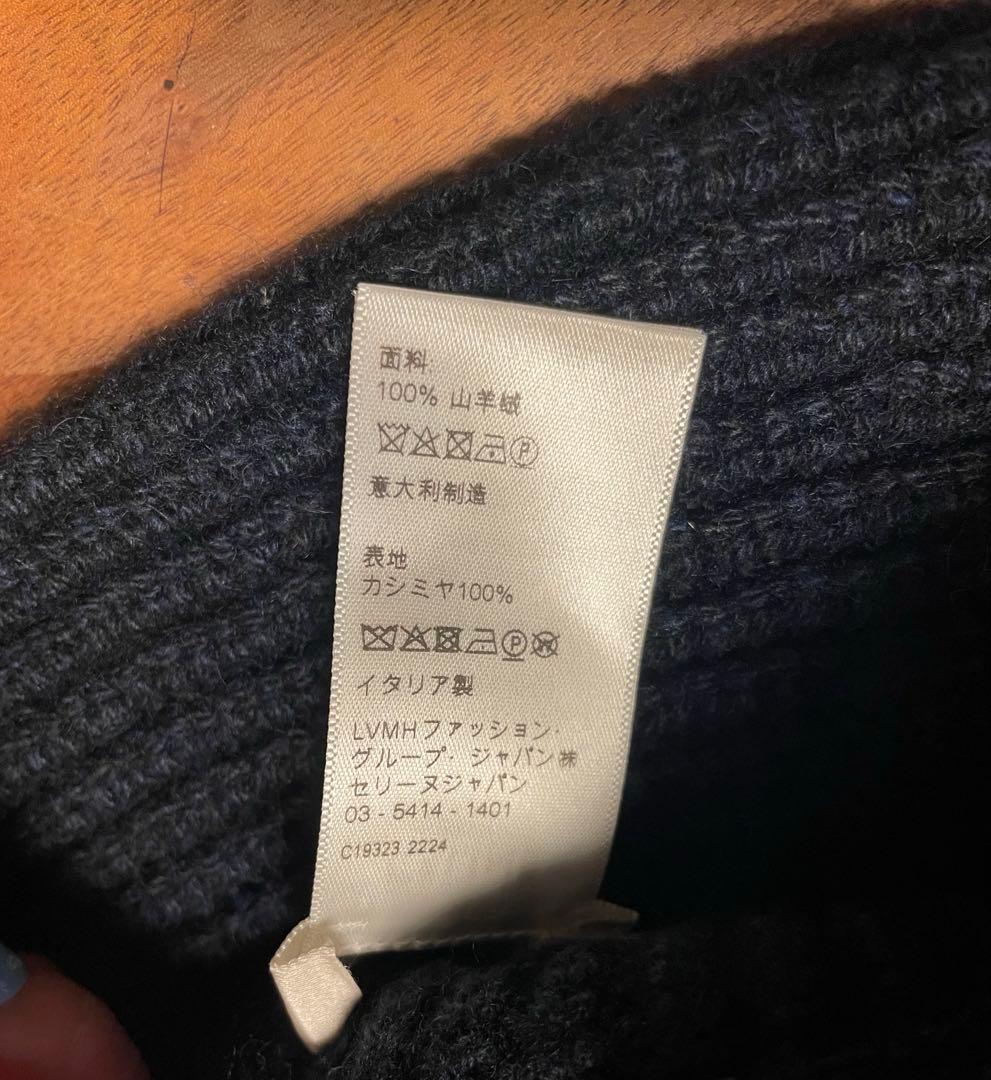 面料
100% 山羊绒
意大利制造
表地
カシミヤ100%
イタリア製
LVMHファッション・
グループ・ジャパン㈱
セリーヌジャパン
03 - 5414 - 1401
C19323 2224